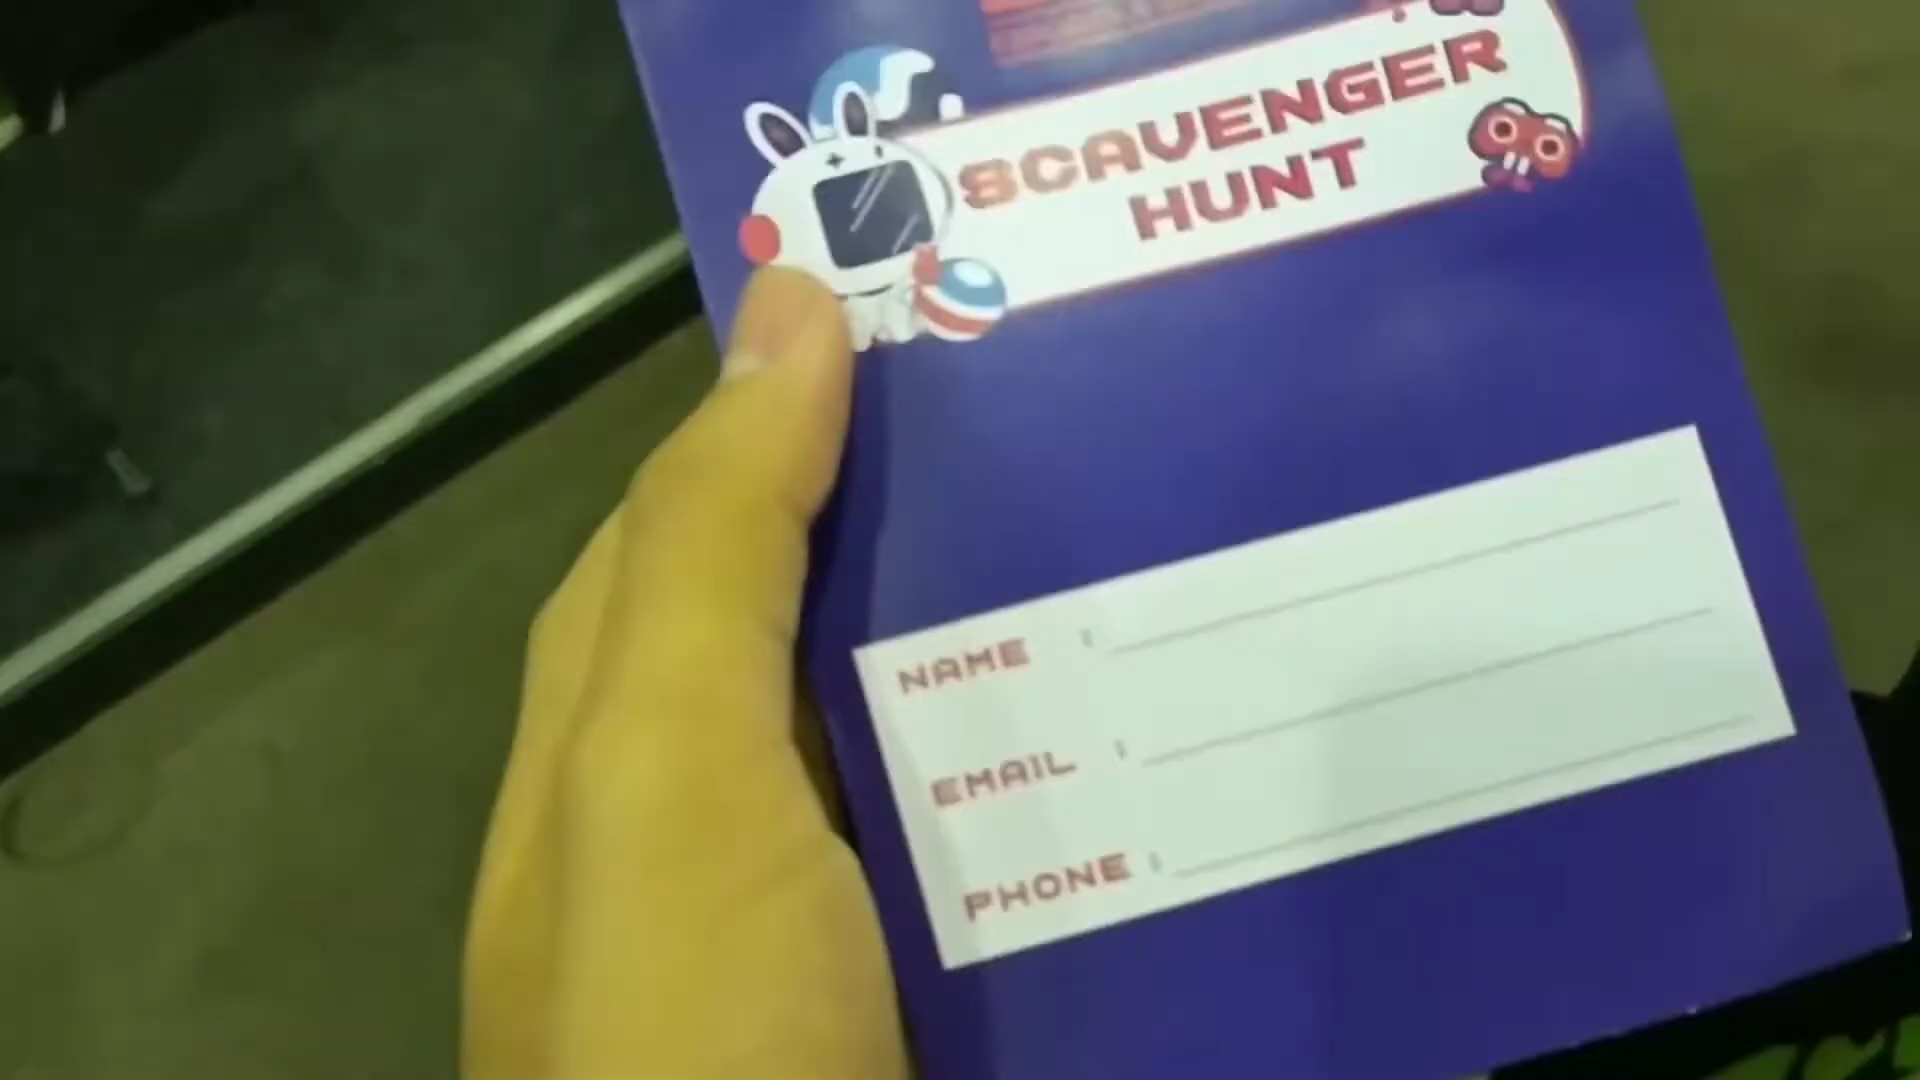 SCAVENGER
HUNT
NAME :
EMAIL :
PHONE :